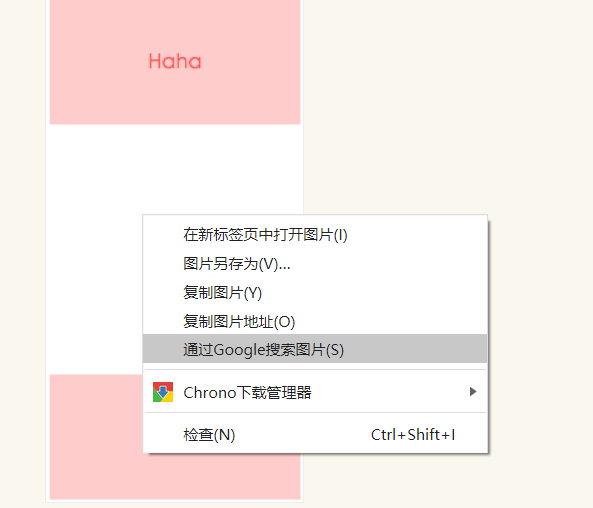 Haha
在新标签页中打开图片(I)
图片另存为(V)...
复制图片(Y)
复制图片地址(O)
通过Google搜索图片(S)
Chrono下载管理器
检查(N) Ctrl+Shift+I